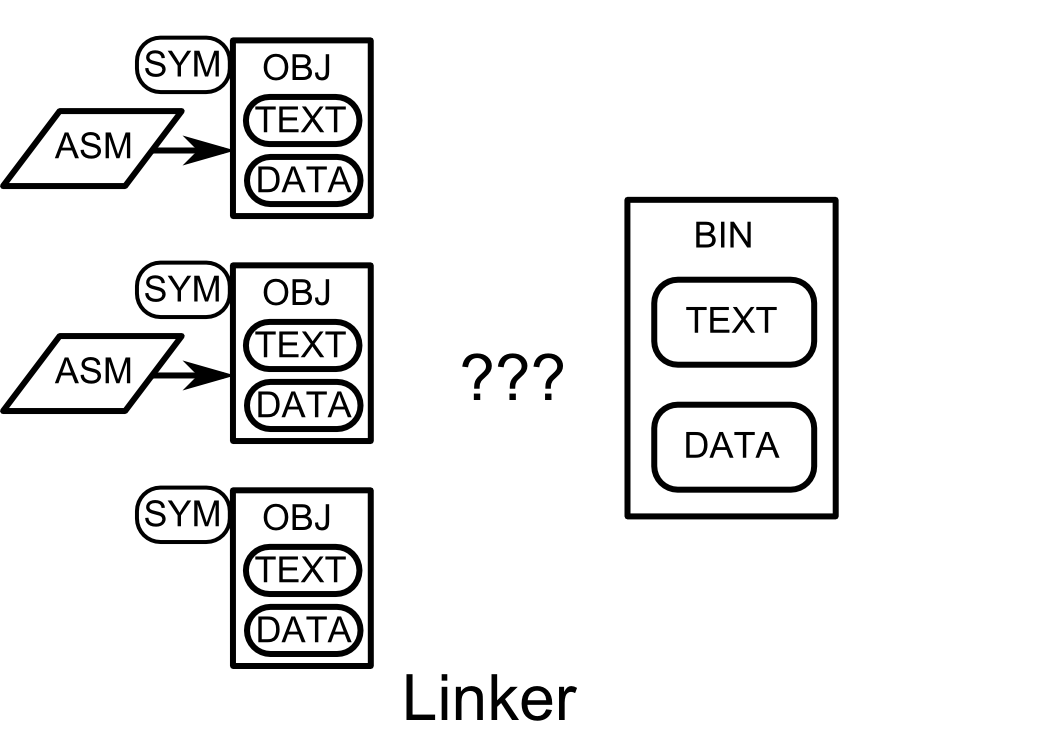 SYM
OBJ
TEXT
ASM
DATA
SYM
OBJ
TEXT
ASM
DATA
SYM
OBJ
TEXT
DATA
???
BIN
TEXT
DATA
Linker